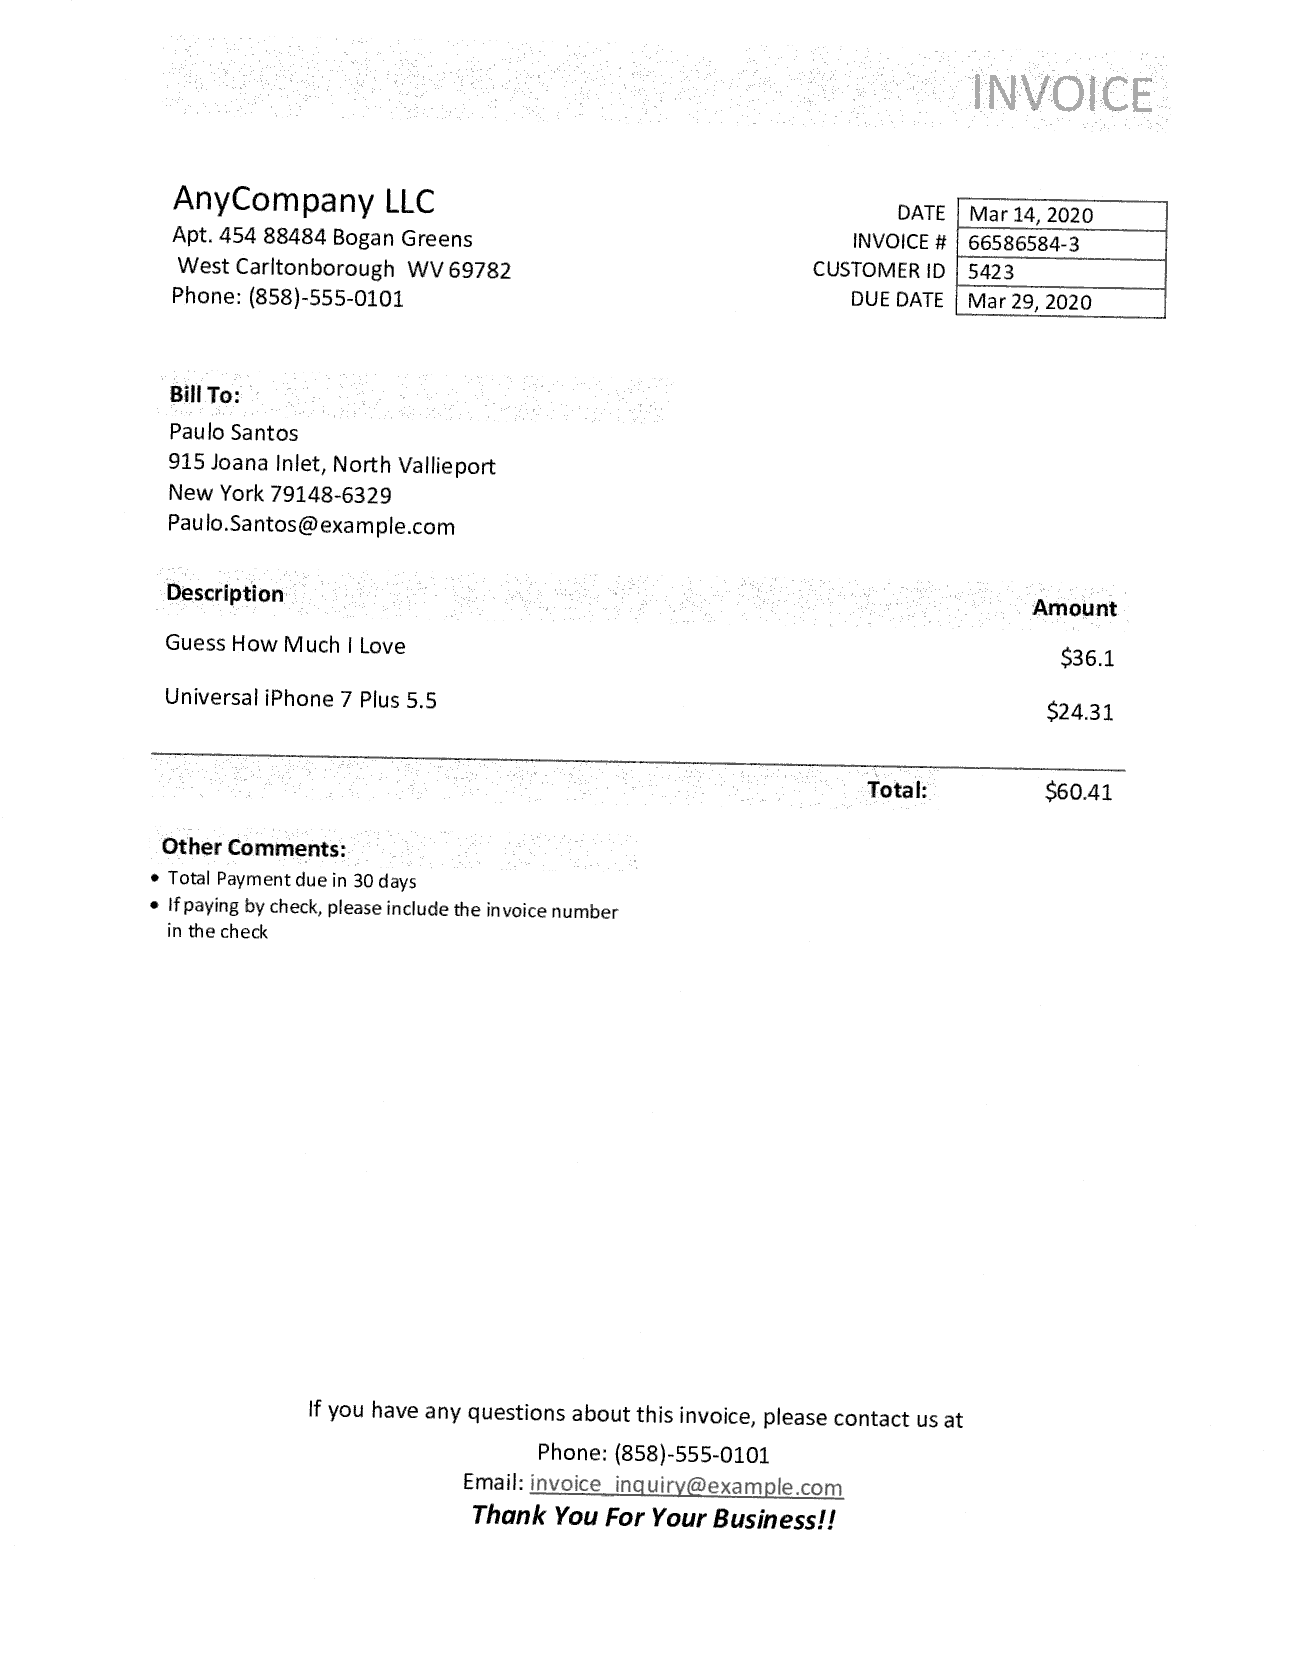 INVOICE
AnyCompany LLC
Apt. 454 88484 Bogan Greens
West Carltonborough WV 69782
Phone: (858)-555-0101
DATE Mar 14, 2020
INVOICE # 66586584-3
CUSTOMER ID 5423
DUE DATE Mar 29, 2020
Bill To:
Paulo Santos
915 Joana Inlet, North Vallieport
New York 79148-6329
Paulo.Santos@example.com
Description Amount
Guess How Much I Love $36.1
Universal iPhone 7 Plus 5.5 $24.31
Total: $60.41
Other Comments:
• Total Payment due in 30 days
• If paying by check, please include the invoice number
in the check
If you have any questions about this invoice, please contact us at
Phone: (858)-555-0101
Email: invoice_inquiry@example.com
Thank You For Your Business!!